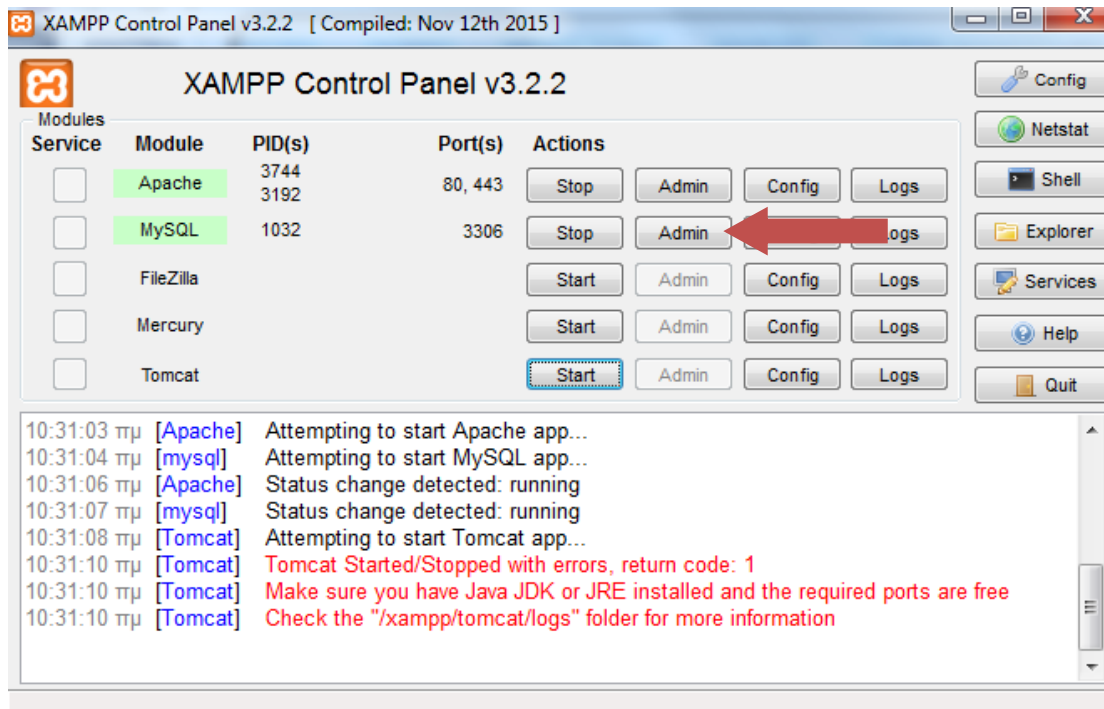 XAMPP Control Panel v3.2.2 [ Compiled: Nov 12th 2015 ]
XAMPP Control Panel v3.2.2
Config
Modules
Netstat
Service Module PID(s) Port(s) Actions
Apache 3744 3192 80, 443 Stop Admin Config Logs
Shell
MySQL 1032 3306 Stop Admin Logs
Explorer
FileZilla Start Admin Config Logs
Services
Mercury Start Admin Config Logs
Help
Tomcat Start Admin Config Logs
Quit
10:31:03 πμ [Apache] Attempting to start Apache app...
10:31:04 πμ [mysql] Attempting to start MySQL app...
10:31:06 πμ [Apache] Status change detected: running
10:31:07 πμ [mysql] Status change detected: running
10:31:08 πμ [Tomcat] Attempting to start Tomcat app...
10:31:10 πμ [Tomcat] Tomcat Started/Stopped with errors, return code: 1
10:31:10 πμ [Tomcat] Make sure you have Java JDK or JRE installed and the required ports are free
10:31:10 πμ [Tomcat] Check the "/xampp/tomcat/logs" folder for more information